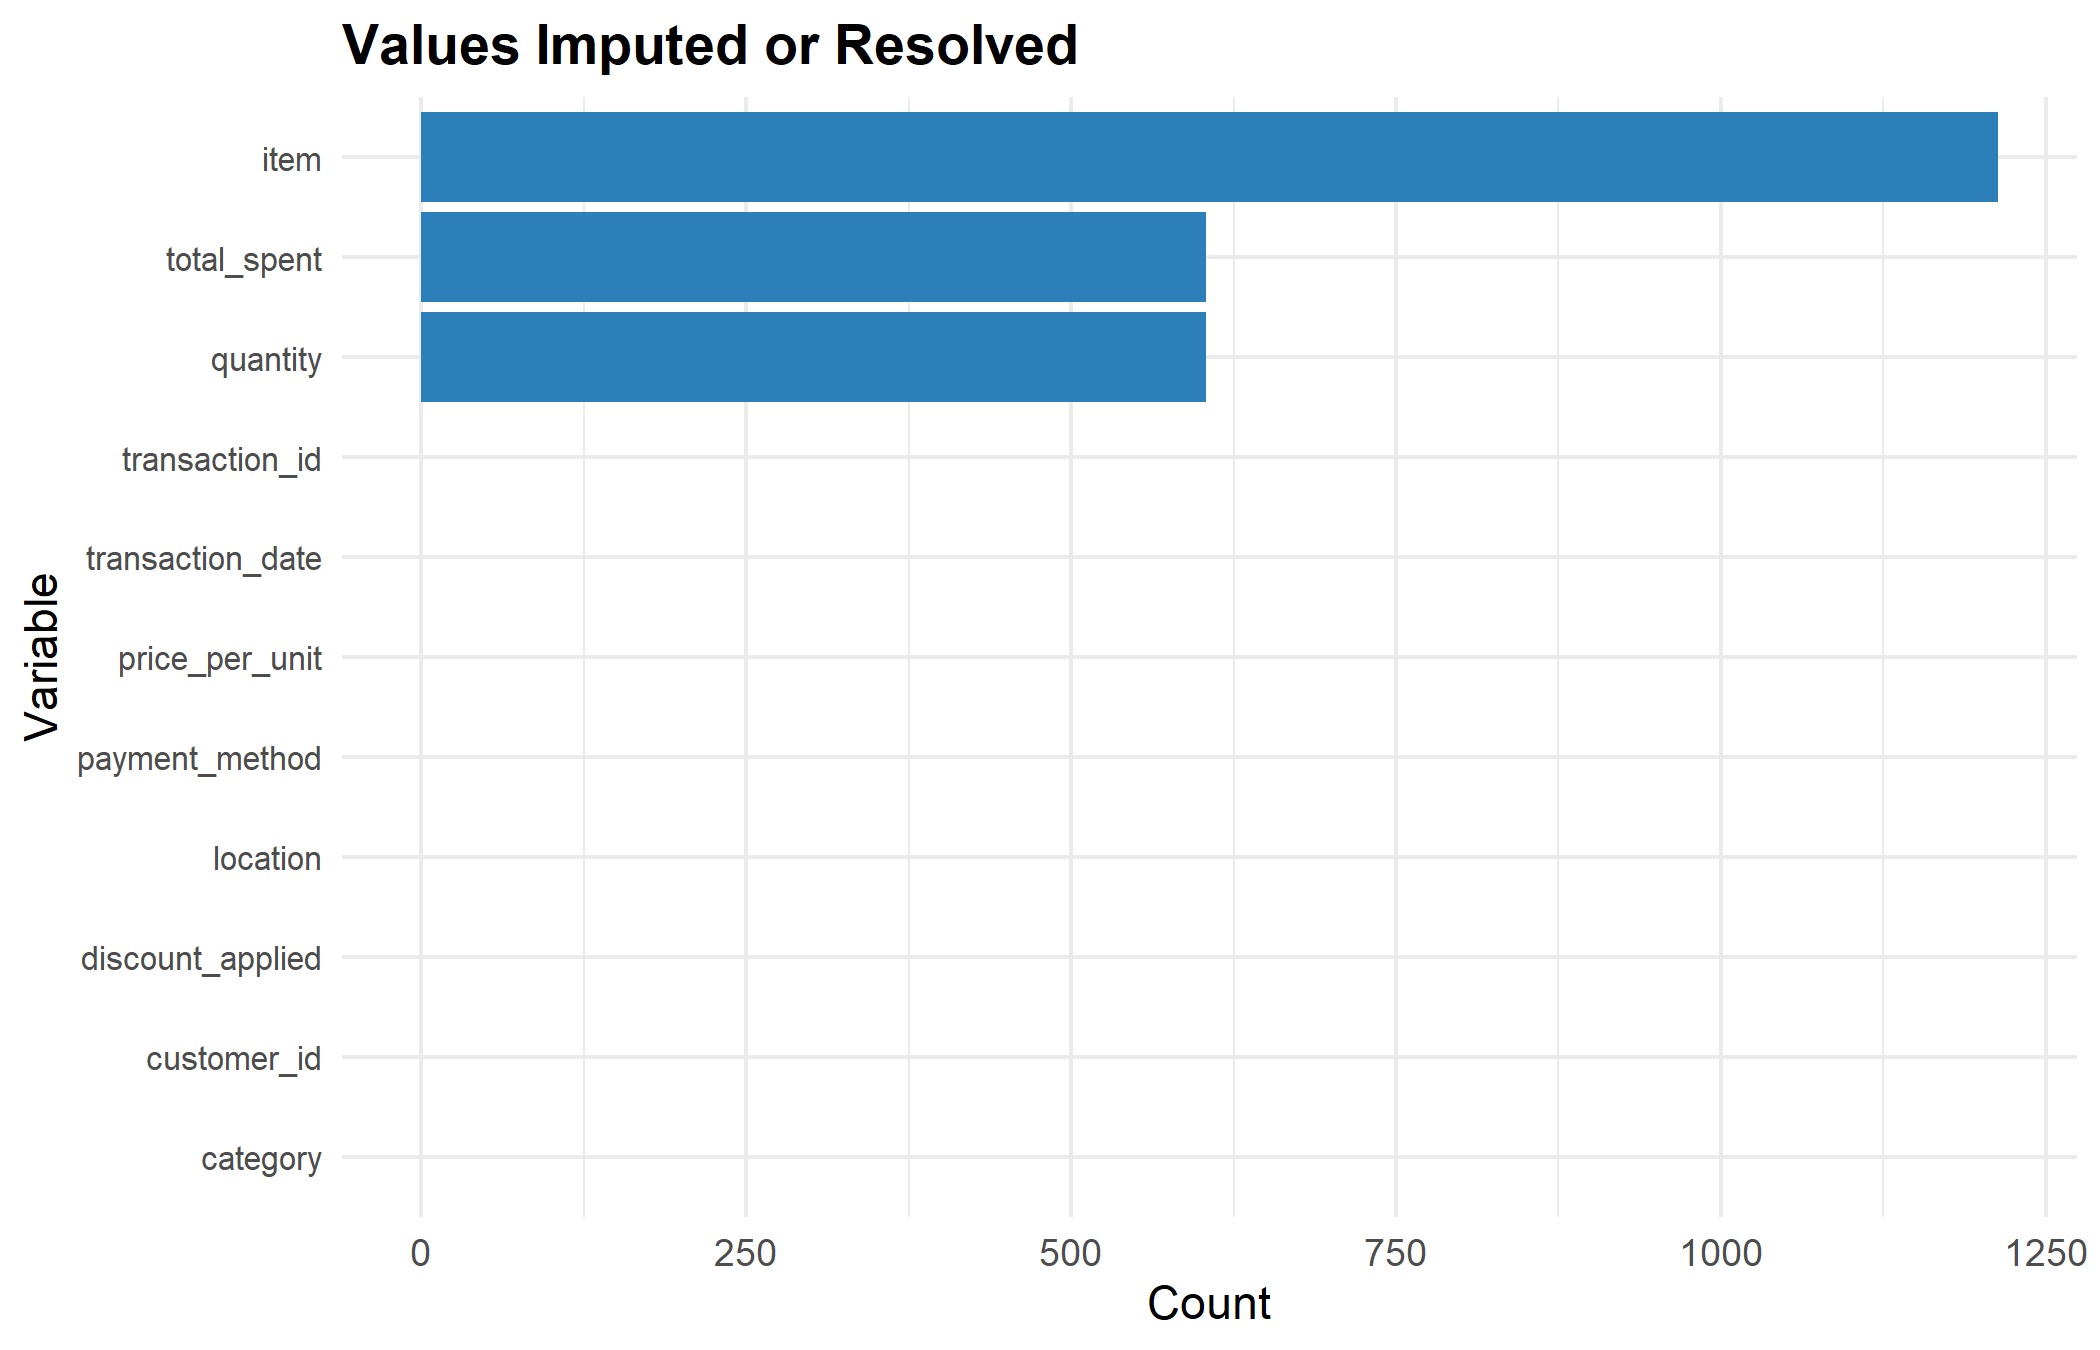 Values Imputed or Resolved
item
total_spent
quantity
transaction_id
transaction_date
price_per_unit
payment_method
location
discount_applied
customer_id
category
Variable
0 250 500 750 1000 1250
Count